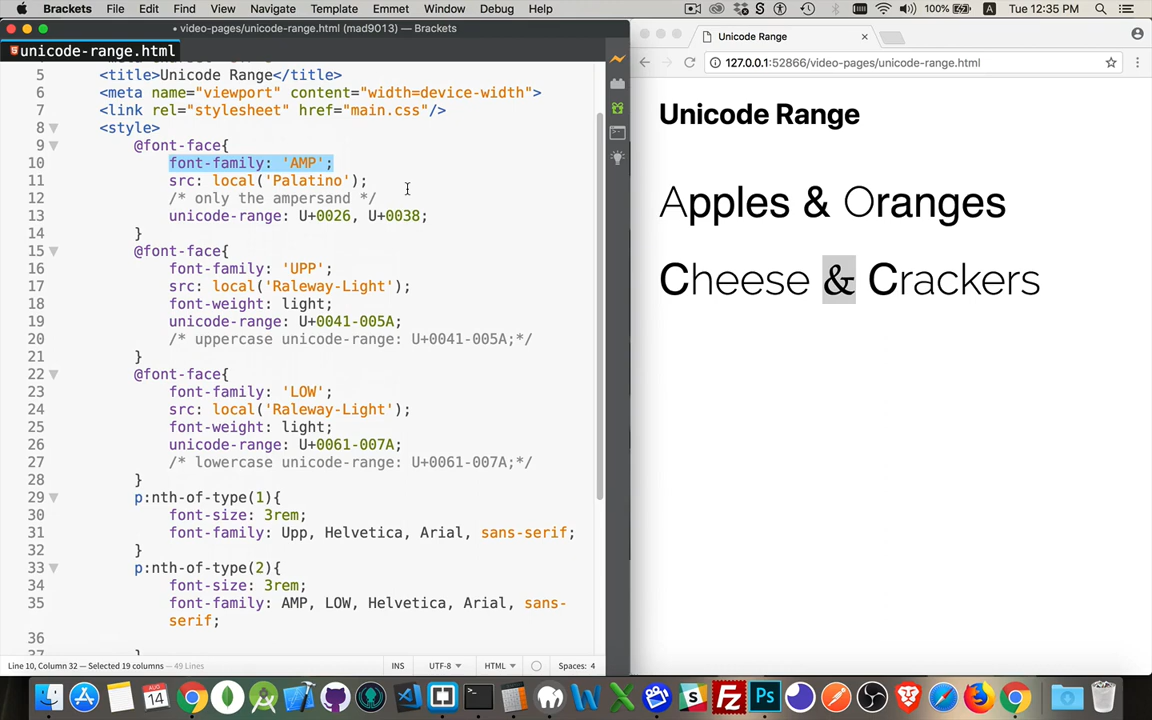 Brackets File Edit View Navigate Template Emmet Window Debug Help 100% A Tue 12:35 PM
• video-pages/unicode-range.html (mad9013) — Brackets
unicode-range.html
5 <title>Unicode Range</title>
6 <meta name="viewport" content="width=device-width">
7 <link rel="stylesheet" href="main.css"/>
8 <style>
9 @font-face{
10 font-family: 'AMP';
11 src: local('Palatino');
12 /* only the ampersand */
13 unicode-range: U+0026, U+0038;
14 }
15 @font-face{
16 font-family: 'UPP';
17 src: local('Raleway-Light');
18 font-weight: light;
19 unicode-range: U+0041-005A;
20 /* uppercase unicode-range: U+0041-005A;*/
21 }
22 @font-face{
23 font-family: 'LOW';
24 src: local('Raleway-Light');
25 font-weight: light;
26 unicode-range: U+0061-007A;
27 /* lowercase unicode-range: U+0061-007A;*/
28 }
29 p:nth-of-type(1){
30 font-size: 3rem;
31 font-family: Upp, Helvetica, Arial, sans-serif;
32 }
33 p:nth-of-type(2){
34 font-size: 3rem;
35 font-family: AMP, LOW, Helvetica, Arial, sans-
serif;
36
37 }
Line 10, Column 32 — Selected 19 columns — 49 Lines
INS UTF-8 HTML Spaces: 4
Unicode Range
127.0.0.1:52866/video-pages/unicode-range.html
Unicode Range
Apples & Oranges
Cheese & Crackers
AUG
14